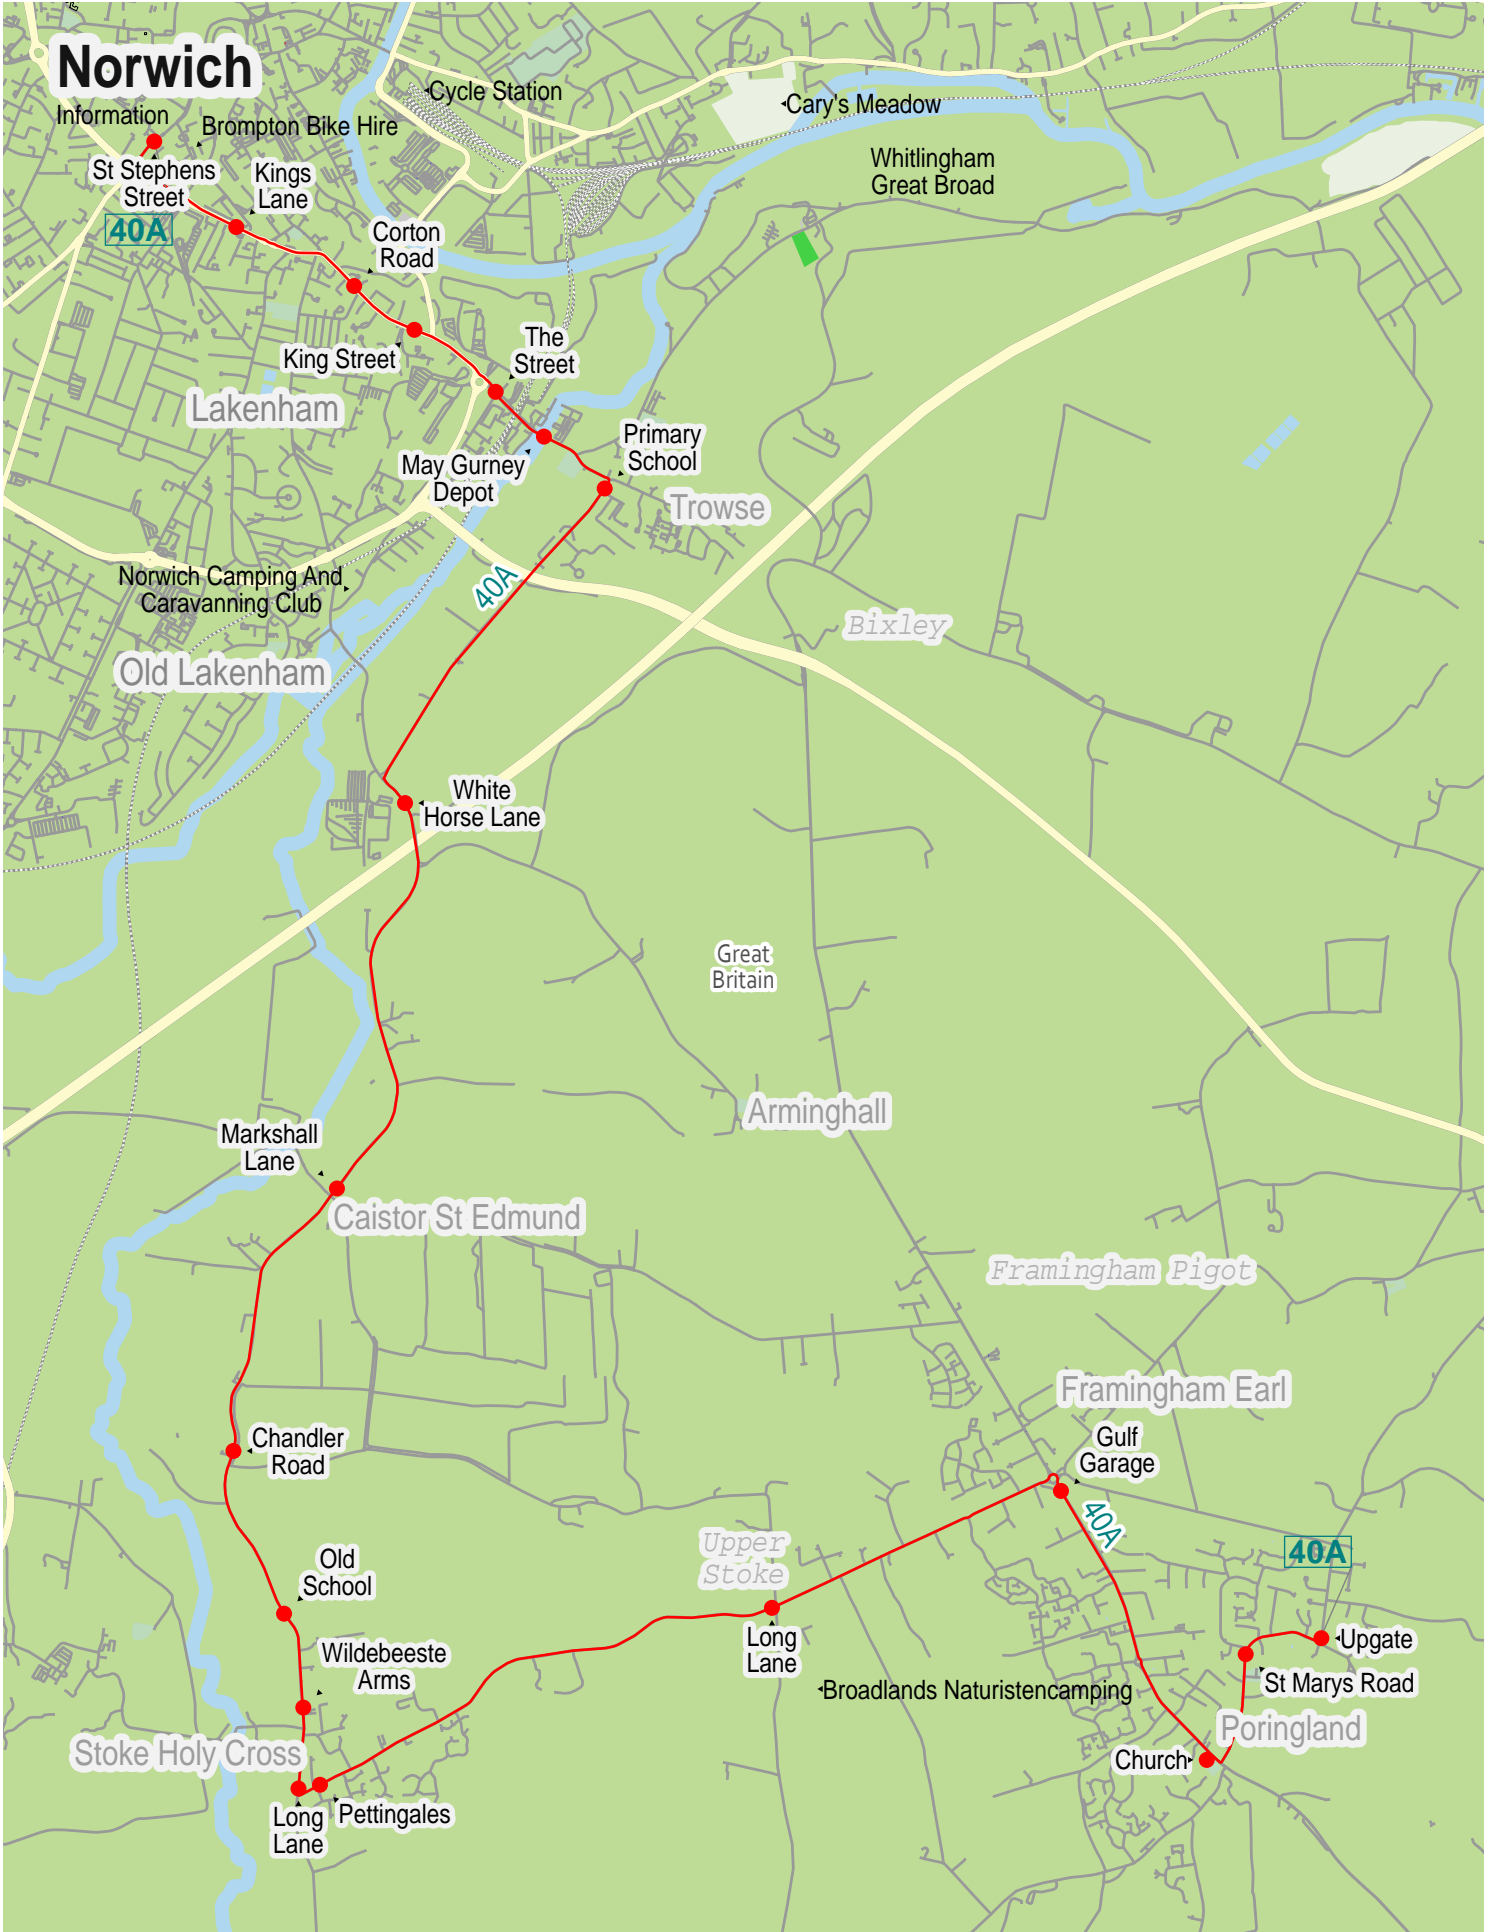 Norwich
Information
Brompton Bike Hire
Cycle Station
Cary's Meadow
St Stephens
Street
40A
Kings
Lane
Whitlingham
Great Broad
Corton
Road
King Street
The
Street
Lakenham
May Gurney
Depot
Primary
School
Trowse
Norwich Camping And
Caravanning Club
40A
Bixley
Old Lakenham
White
Horse Lane
Great
Britain
Arminghall
Markshall
Lane
Caistor St Edmund
Framingham Pigot
Framingham Earl
Chandler
Road
Gulf
Garage
40A
Upper
Stoke
40A
Old
School
Long
Lane
Upgate
Wildebeeste
Arms
St Marys Road
Broadlands Naturistencamping
Poringland
Stoke Holy Cross
Church
Pettingales
Long
Lane